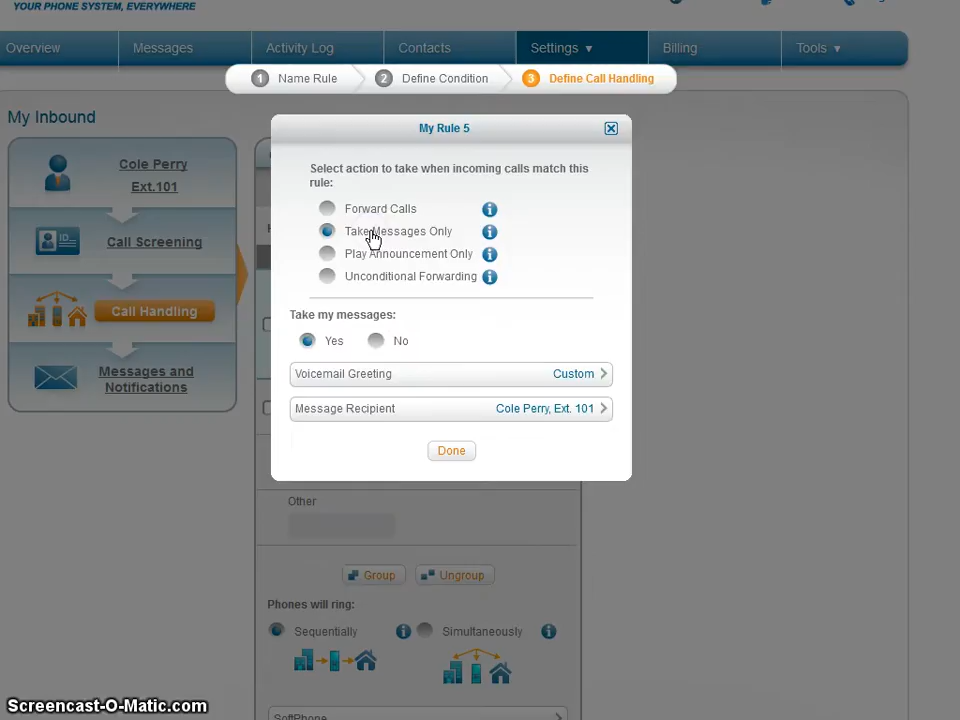 YOUR PHONE SYSTEM, EVERYWHERE
Overview
Messages
Activity Log
Contacts
Settings ▼
Billing
Tools ▼
1 Name Rule
2 Define Condition
3 Define Call Handling
My Inbound
Cole Perry
Ext.101
Call Screening
Call Handling
Messages and
Notifications
My Rule 5
Select action to take when incoming calls match this
rule:
Forward Calls
Take Messages Only
Play Announcement Only
Unconditional Forwarding
Take my messages:
Yes
No
Voicemail Greeting
Custom
Message Recipient
Cole Perry, Ext. 101
Done
Other
Group
Ungroup
Phones will ring:
Sequentially
Simultaneously
SoftPhone
Screencast-O-Matic.com